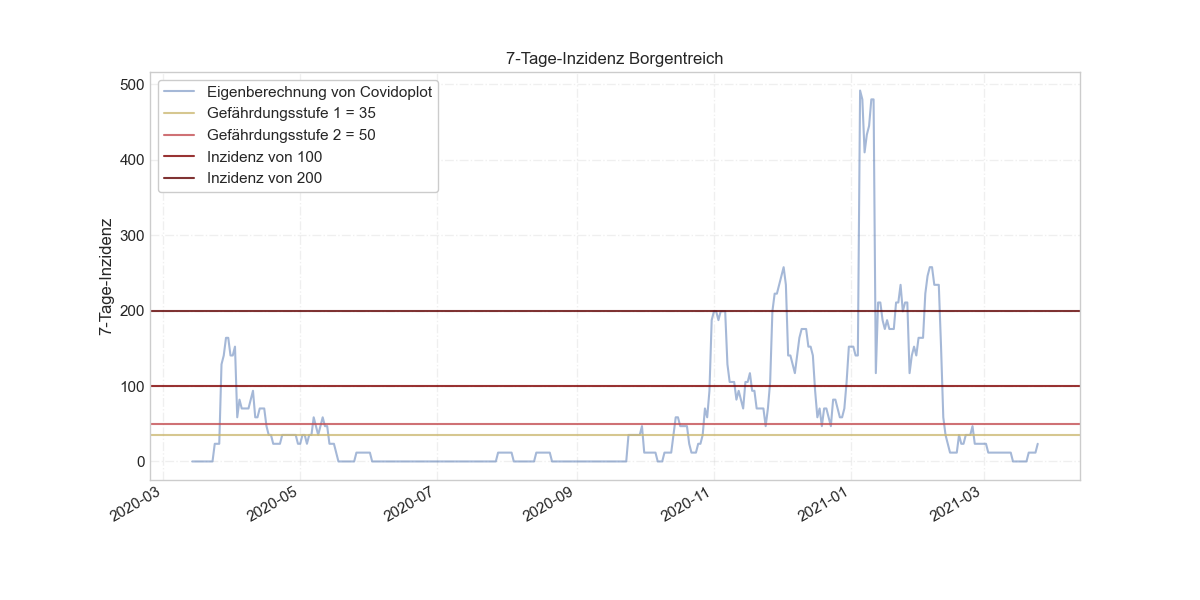 7-Tage-Inzidenz Borgentreich
Eigenberechnung von Covidoplot
Gefährdungsstufe 1 = 35
Gefährdungsstufe 2 = 50
Inzidenz von 100
Inzidenz von 200
7-Tage-Inzidenz
500
400
300
200
100
0
2020-03
2020-05
2020-07
2020-09
2020-11
2021-01
2021-03